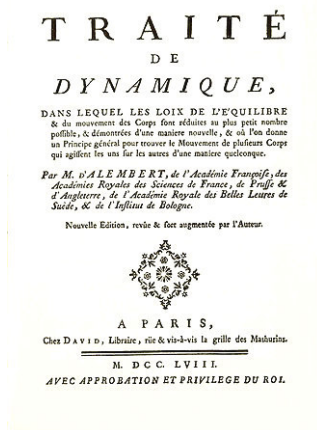 TRAITÉ
DE
DYNAMIQUE,
DANS LEQUEL LES LOIX DE L'EQUILIBRE
& du mouvement des Corps sont réduites au plus petit nombre
possible, & démontrées d'une maniere nouvelle, & où l'on donne
un Principe général pour trouver le Mouvement de plusieurs Corps
qui agissent les uns sur les autres d'une maniere quelconque.
Par M. D'ALEMBERT, de l'Académie Françoise, des
Académies Royales des Sciences de France, de Prusse &
d'Angleterre, de l'Académie Royale des Belles Lettres de
Suéde, & de l'Institut de Bologne.
Nouvelle Edition, revûe & fort augmentée par l'Auteur.
A PARIS,
Chez DAVID, Libraire, rüe & vis-à-vis la grille des Mathurins.
M. DCC. LVIII.
AVEC APPROBATION ET PRIVILEGE DU ROI.